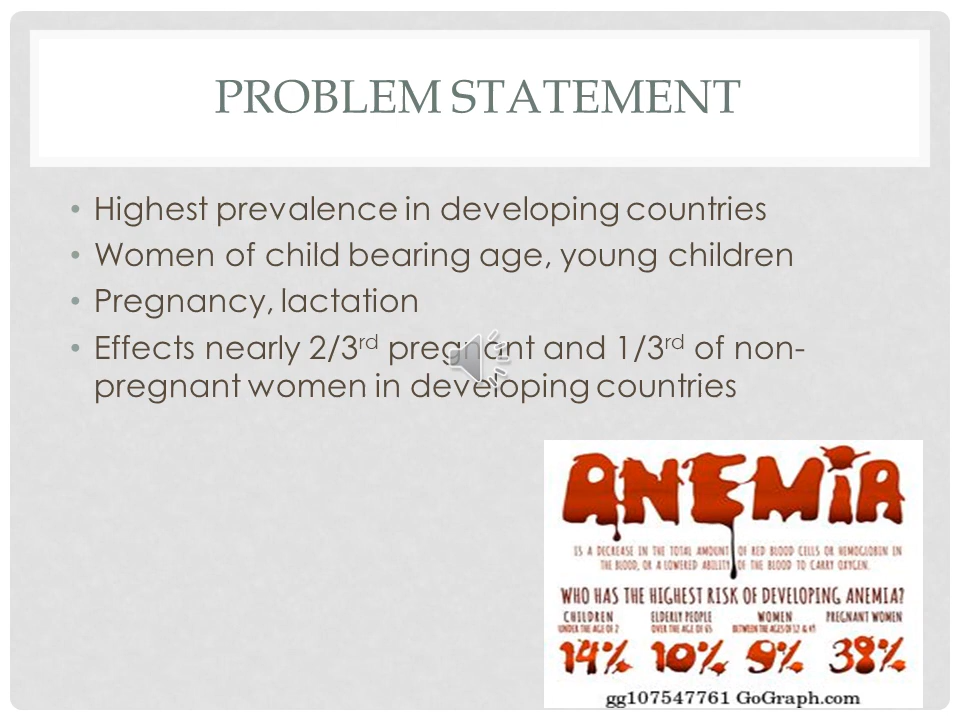 PROBLEM STATEMENT
• Highest prevalence in developing countries
• Women of child bearing age, young children
• Pregnancy, lactation
• Effects nearly 2/3rd pregnant and 1/3rd of non-
pregnant women in developing countries
ANEMIA
IS A DECREASE IN THE TOTAL AMOUNT OF RED BLOOD CELLS OR HEMOGLOBIN IN
THE BLOOD, OR A LOWERED ABILITY OF THE BLOOD TO CARRY OXYGEN.
WHO HAS THE HIGHEST RISK OF DEVELOPING ANEMIA?
CHILDREN ELDERLY PEOPLE WOMEN PREGNANT WOMEN
UNDER THE AGE OF 2 OVER THE AGE OF 65 BETWEEN THE AGES OF
14% 10% 9% 38%
gg107547761 GoGraph.com